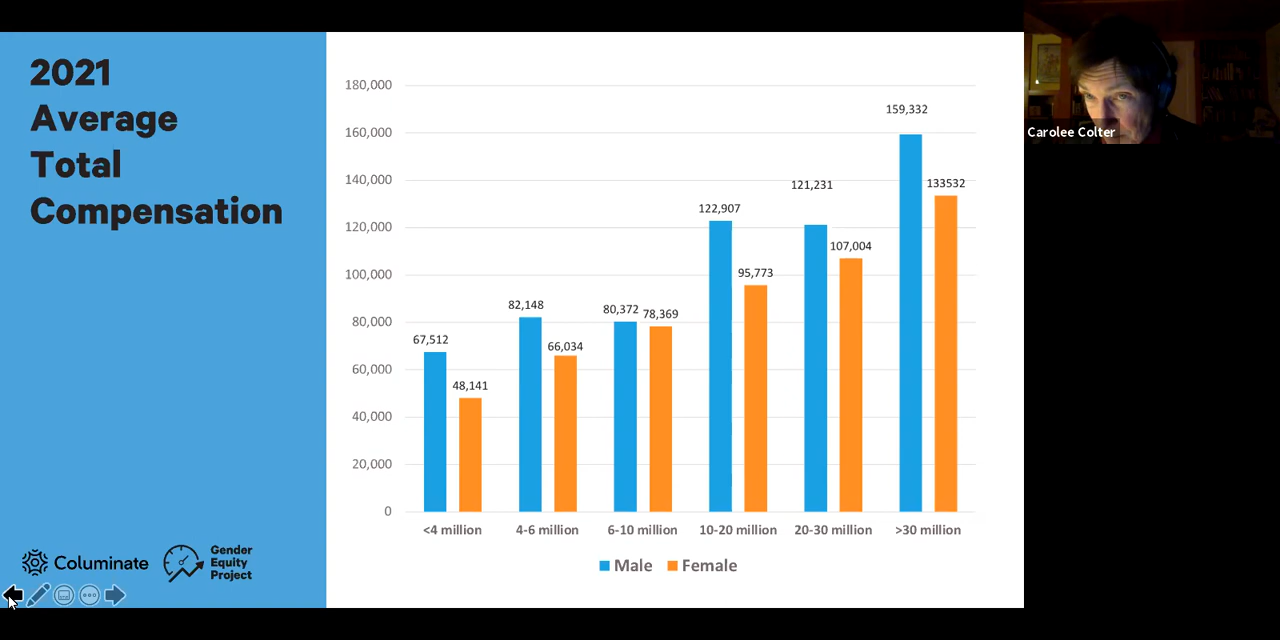 2021
Average
Total
Compensation
180,000
160,000
140,000
120,000
100,000
80,000
60,000
40,000
20,000
0
67,512
48,141
82,148
66,034
80,372
78,369
122,907
95,773
121,231
107,004
159,332
133532
<4 million
4-6 million
6-10 million
10-20 million
20-30 million
>30 million
Male
Female
Columinate
Gender
Equity
Project
Carolee Colter